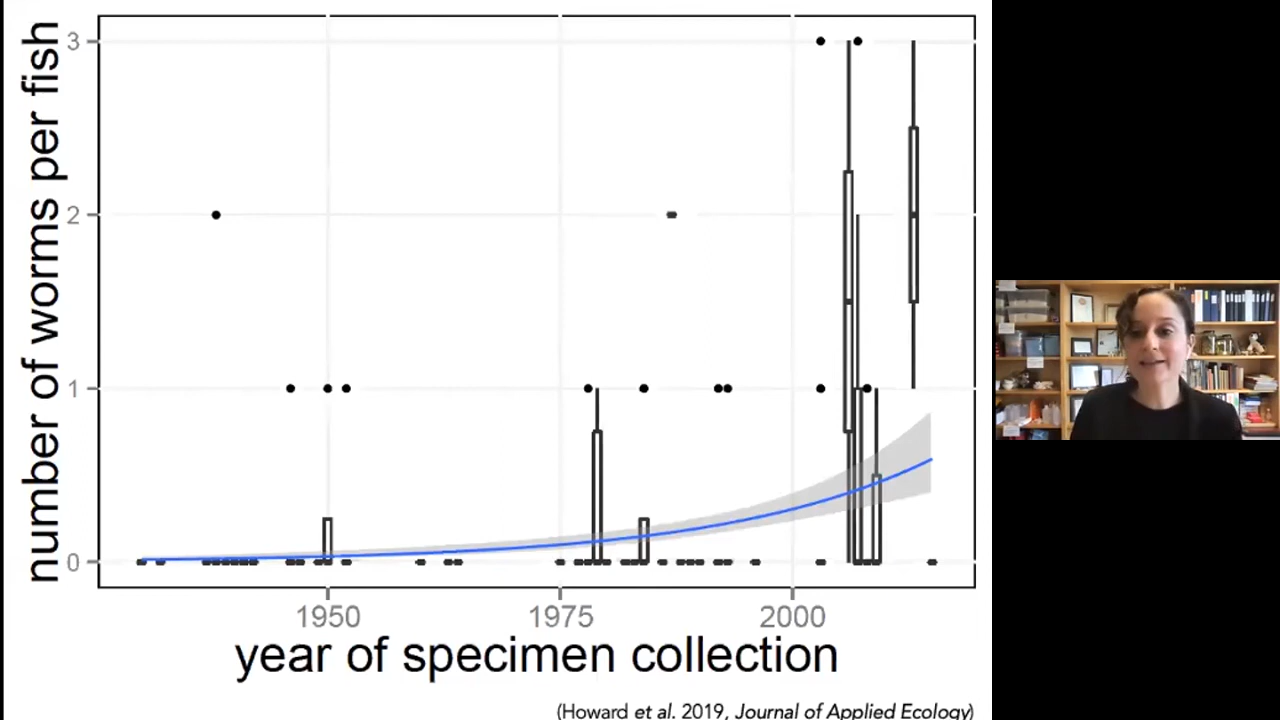 number of worms per fish
3
2
1
0
1950 1975 2000
year of specimen collection
(Howard et al. 2019, Journal of Applied Ecology)